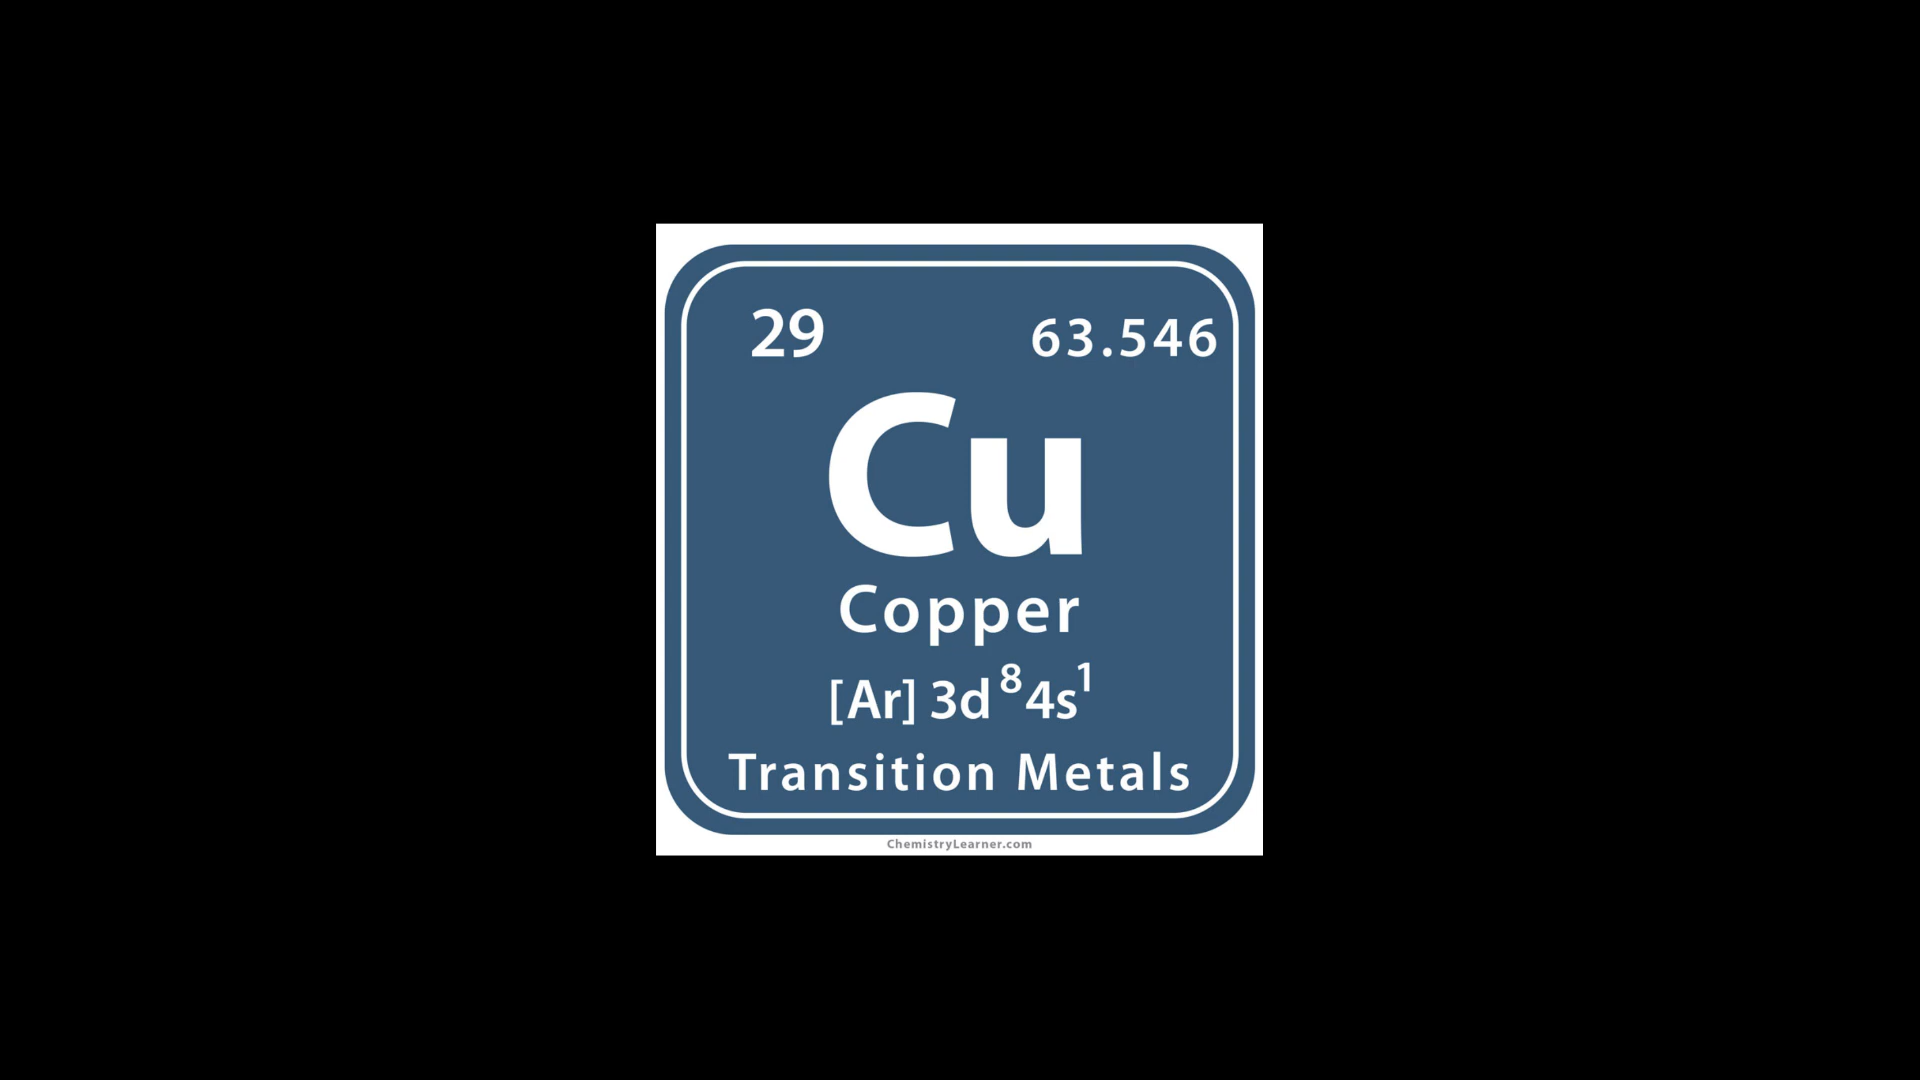 29 63.546
Cu
Copper
[Ar] 3d⁸4s¹
Transition Metals
ChemistryLearner.com